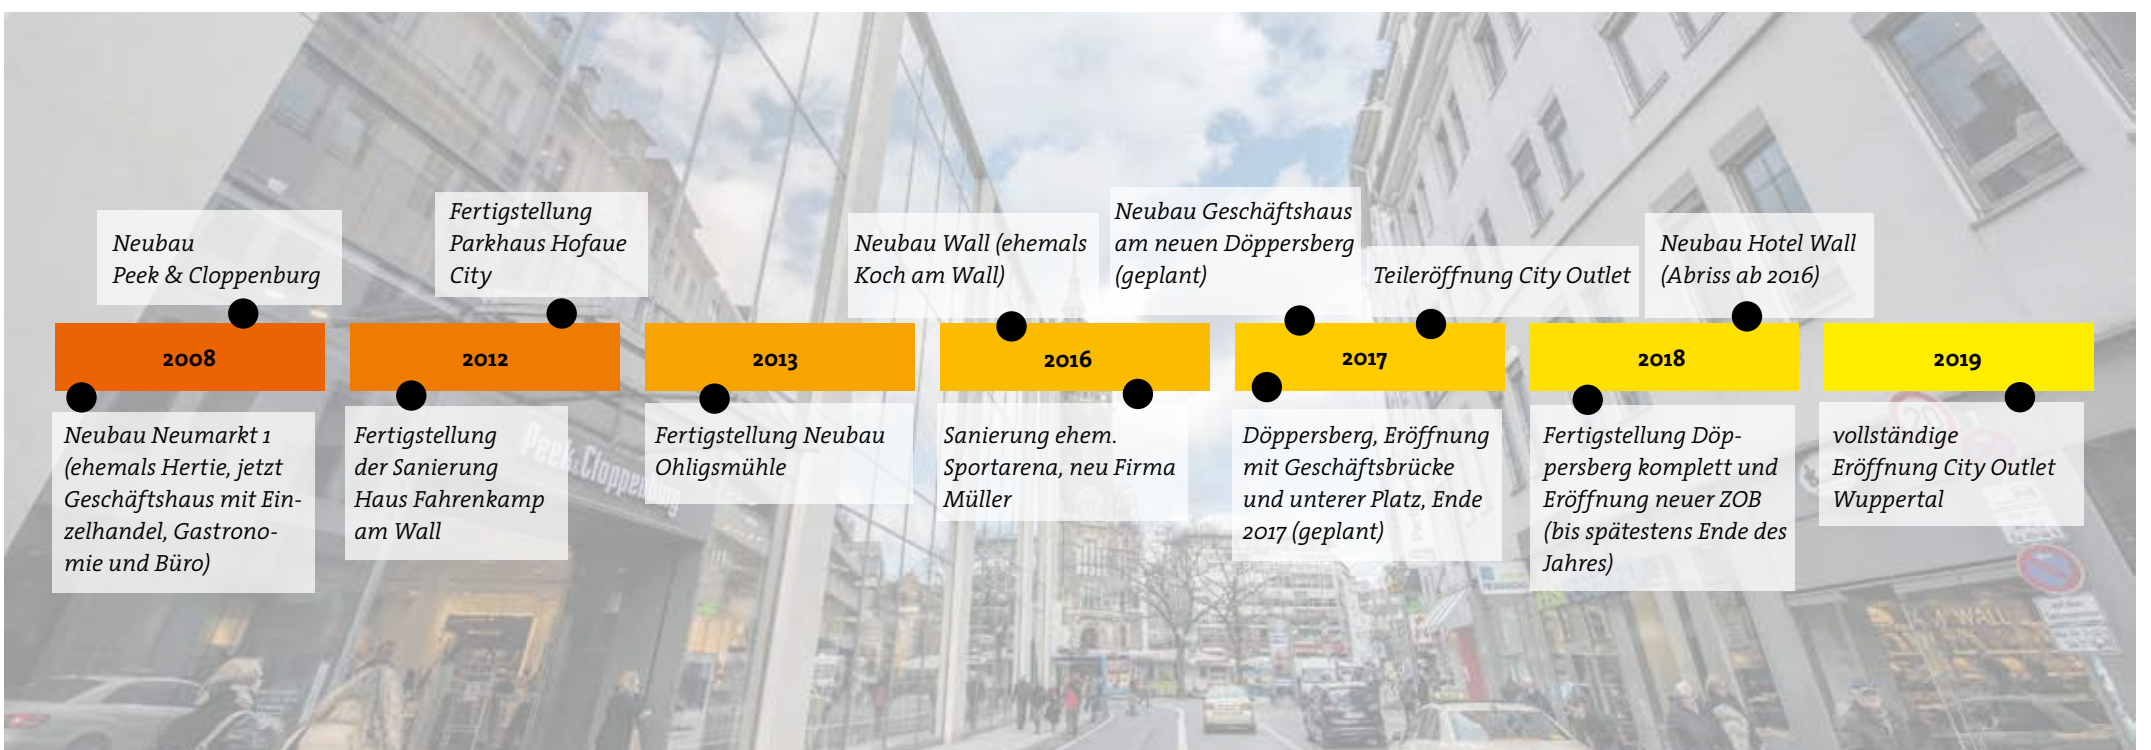 Neubau
Peek & Cloppenburg
Fertigstellung
Parkhaus Hofaue
City
Neubau Wall (ehemals
Koch am Wall)
Neubau Geschäftshaus
am neuen Döppersberg
(geplant)
Teileröffnung City Outlet
Neubau Hotel Wall
(Abriss ab 2016)
2008
2012
2013
2016
2017
2018
2019
Neubau Neumarkt 1
(ehemals Hertie, jetzt
Geschäftshaus mit Ein-
zelhandel, Gastrono-
mie und Büro)
Fertigstellung
der Sanierung
Haus Fahrenkamp
am Wall
Fertigstellung Neubau
Ohligsmühle
Sanierung ehem.
Sportarena, neu Firma
Müller
Döppersberg, Eröffnung
mit Geschäftsbrücke
und unterer Platz, Ende
2017 (geplant)
Fertigstellung Döp-
persberg komplett und
Eröffnung neuer ZOB
(bis spätestens Ende des
Jahres)
vollständige
Eröffnung City Outlet
Wuppertal
Peek & Cloppenburg